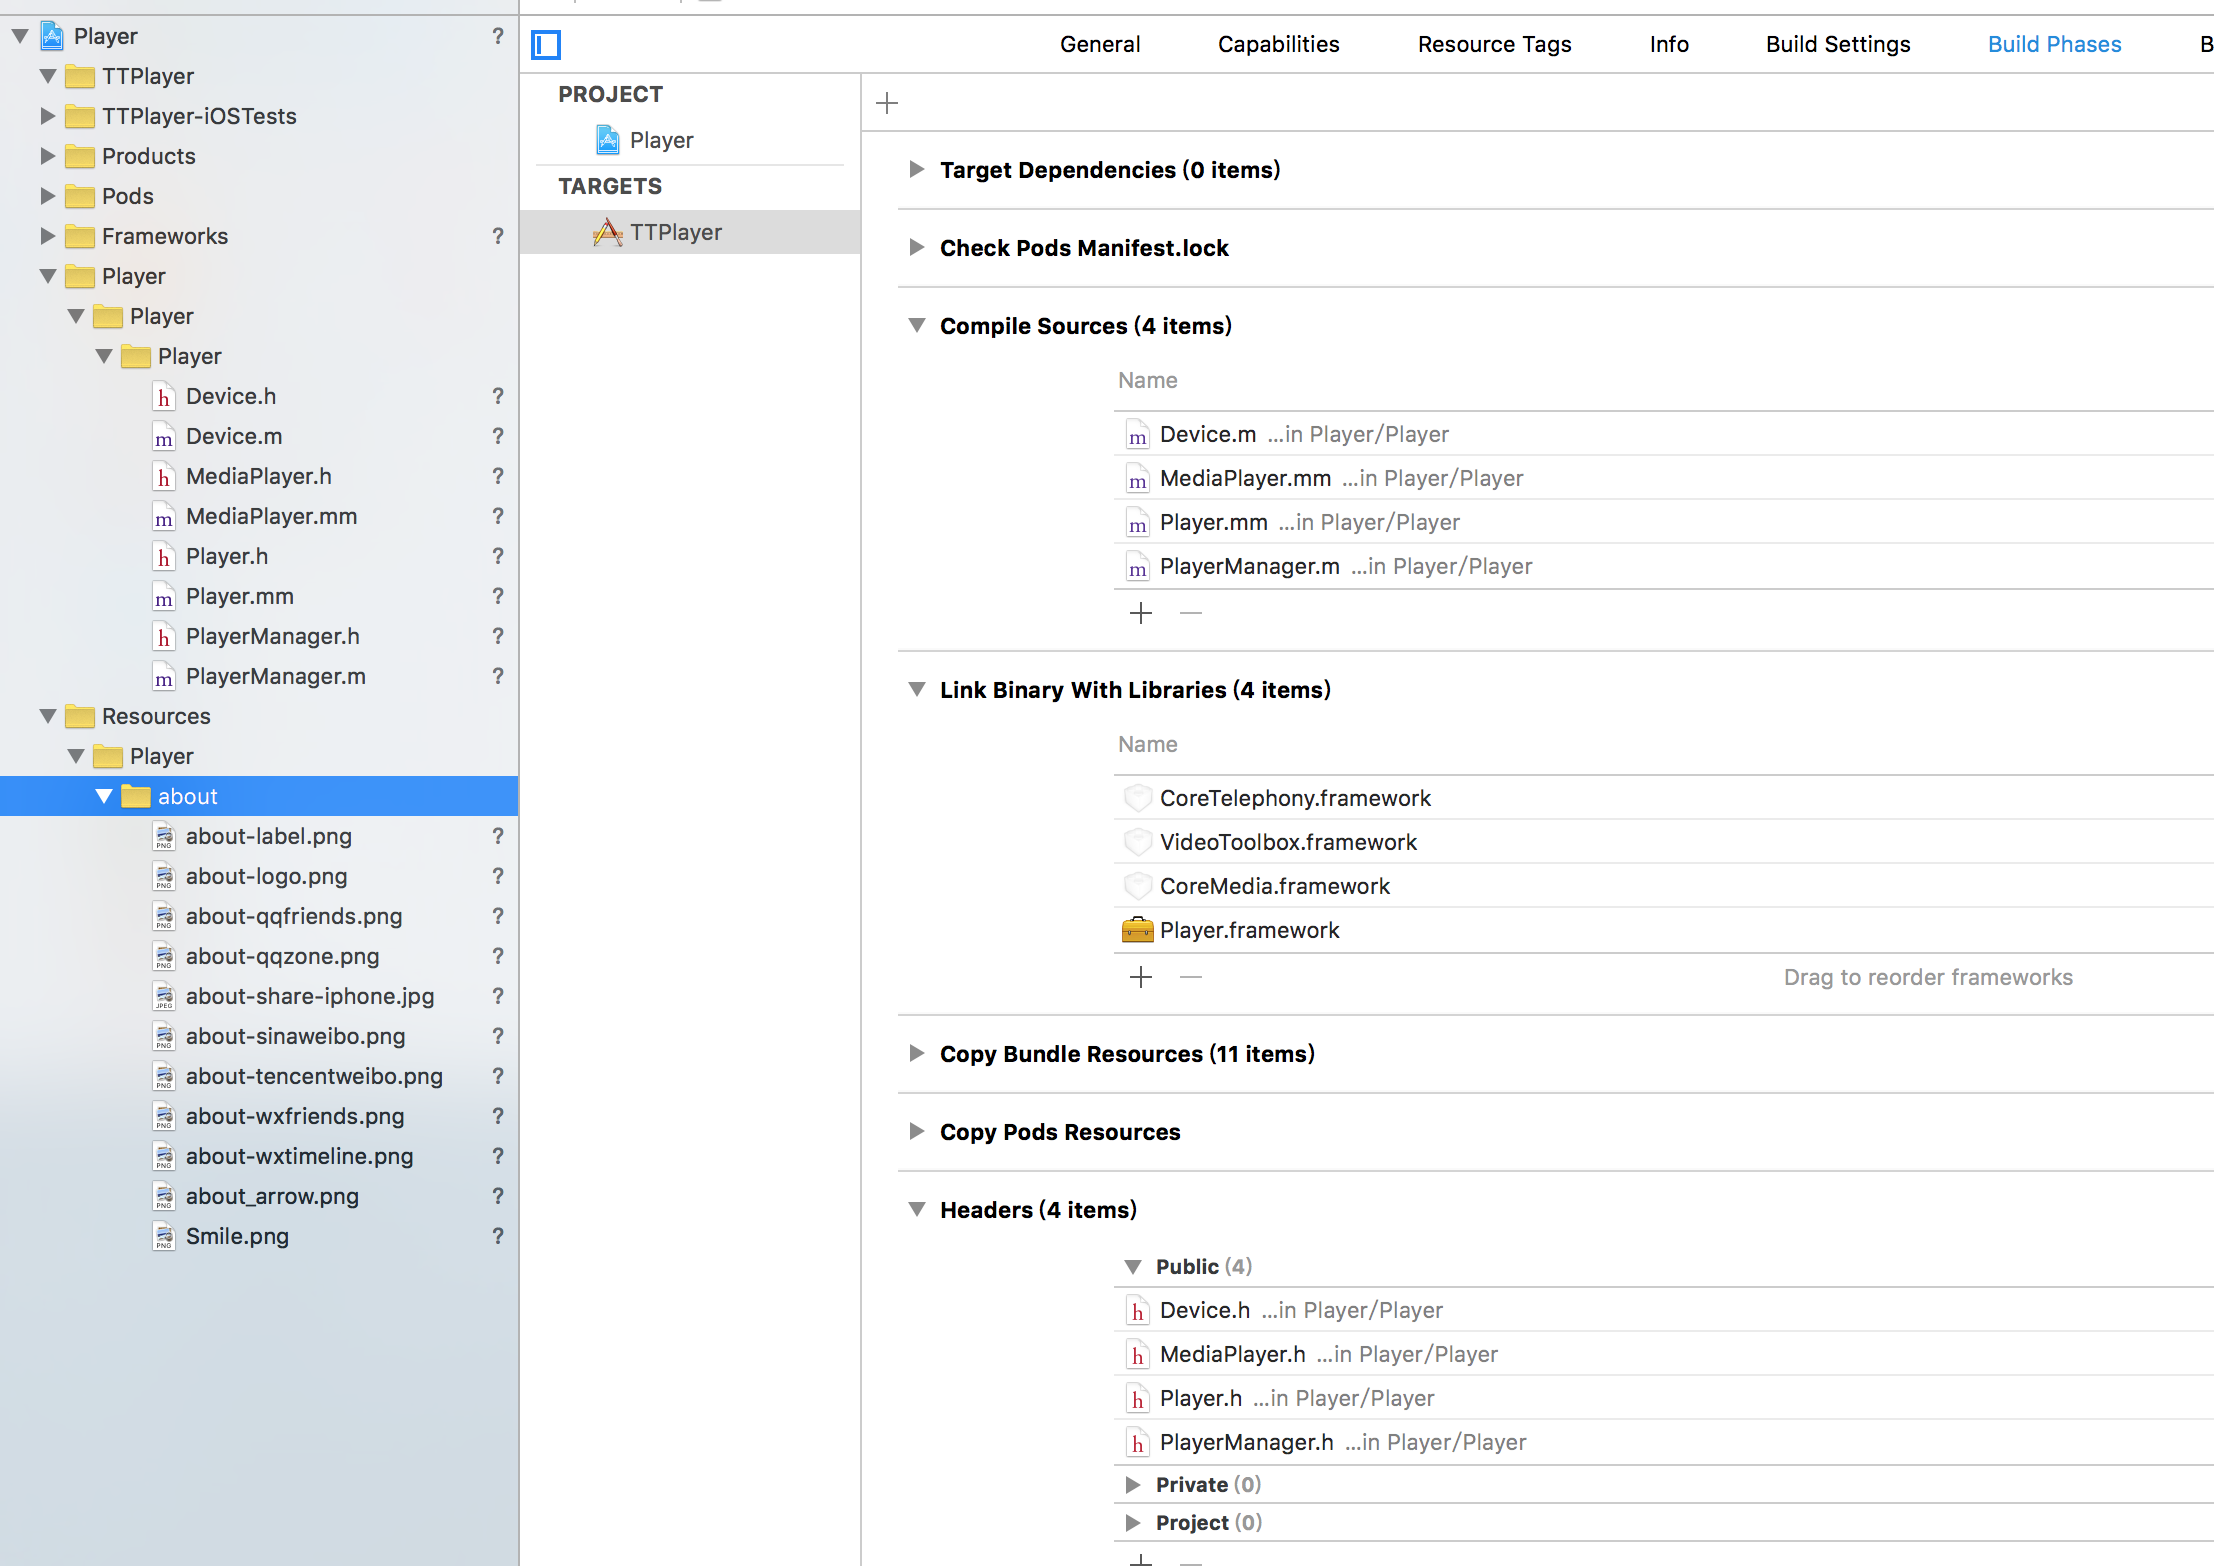 Player ?
TTPlayer
TTPlayer-iOSTests
Products
Pods
Frameworks ?
Player
Player
Player
Device.h ?
Device.m ?
MediaPlayer.h ?
MediaPlayer.mm ?
Player.h ?
Player.mm ?
PlayerManager.h ?
PlayerManager.m ?
Resources
Player
about
about-label.png ?
about-logo.png ?
about-qqfriends.png ?
about-qqzone.png ?
about-share-iphone.jpg ?
about-sinaweibo.png ?
about-tencentweibo.png ?
about-wxfriends.png ?
about-wxtimeline.png ?
about_arrow.png ?
Smile.png ?
General Capabilities Resource Tags Info Build Settings Build Phases B
PROJECT
Player
TARGETS
TTPlayer
Target Dependencies (0 items)
Check Pods Manifest.lock
Compile Sources (4 items)
Name
Device.m ...in Player/Player
MediaPlayer.mm ...in Player/Player
Player.mm ...in Player/Player
PlayerManager.m ...in Player/Player
Link Binary With Libraries (4 items)
Name
CoreTelephony.framework
VideoToolbox.framework
CoreMedia.framework
Player.framework
Drag to reorder frameworks
Copy Bundle Resources (11 items)
Copy Pods Resources
Headers (4 items)
Public (4)
Device.h ...in Player/Player
MediaPlayer.h ...in Player/Player
Player.h ...in Player/Player
PlayerManager.h ...in Player/Player
Private (0)
Project (0)